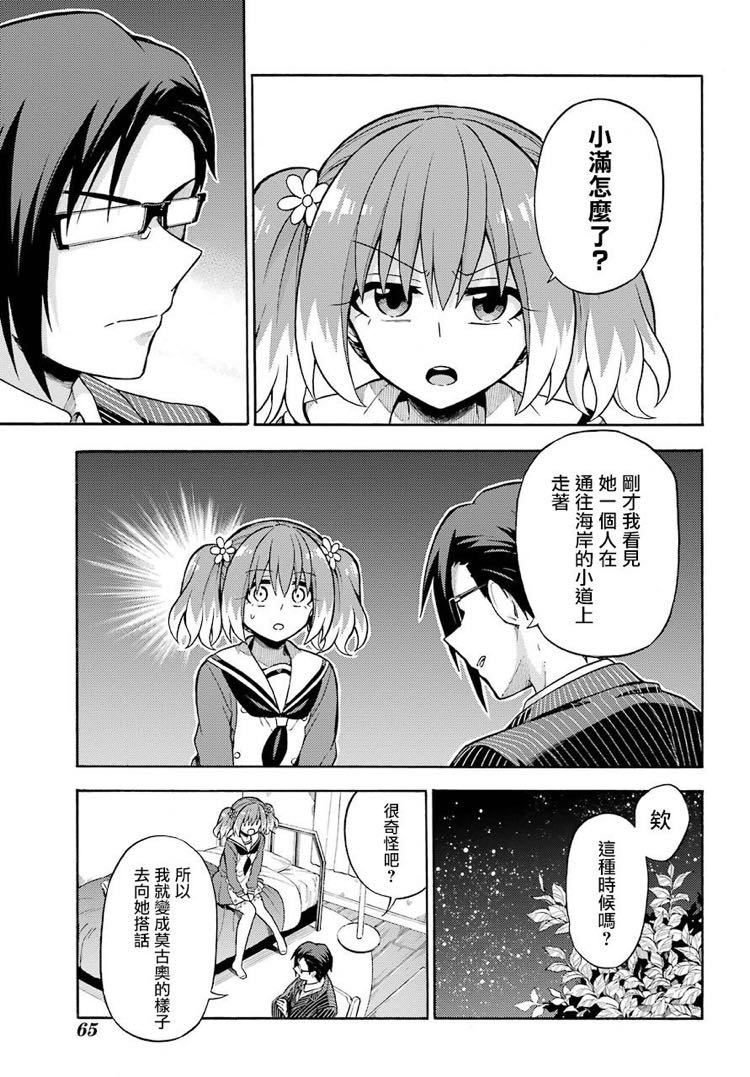 小滿怎麼了？
剛才我看見
她一個人在
通往海岸的小道上
走著
欸
這種時候嗎？
很奇怪吧？
所以
我就變成莫古奧的樣子
去向她搭話
65